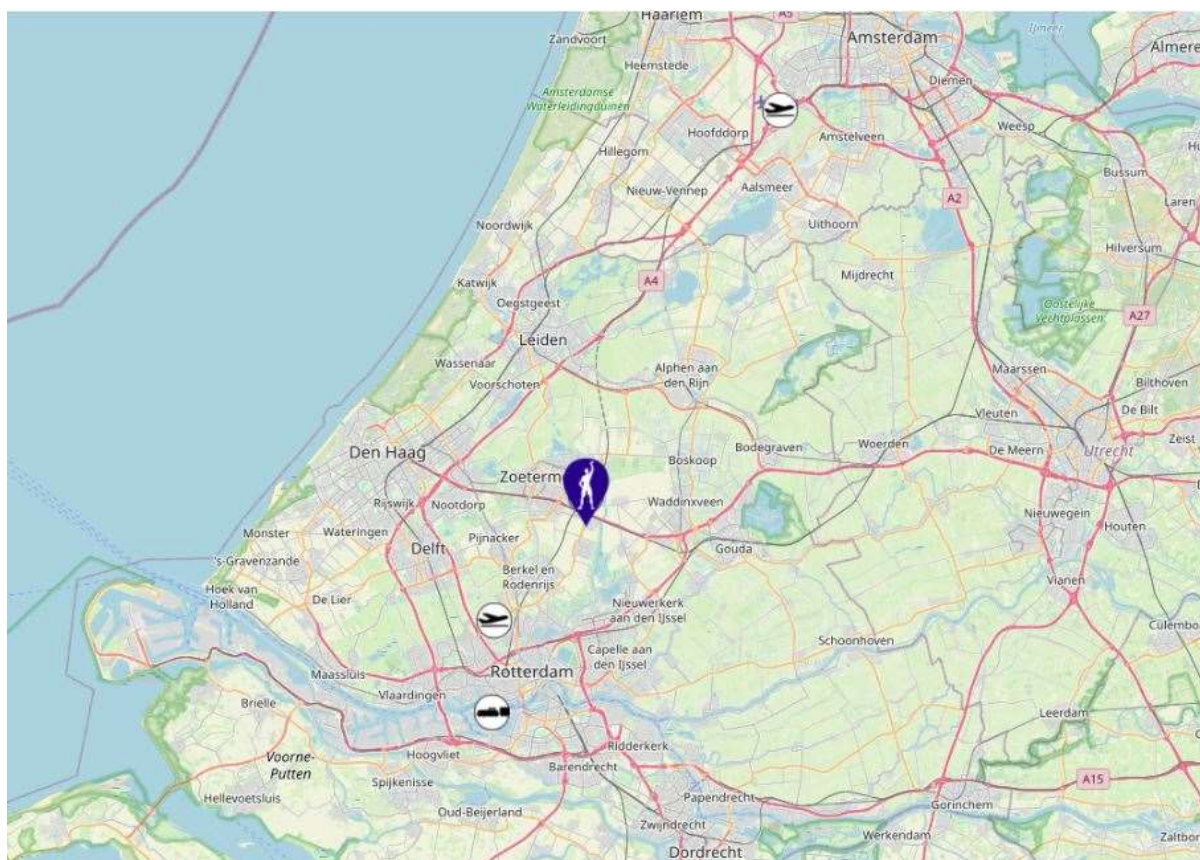 Haarlem
A5
Zandvoort
Amsterdam
IJmeer
Almere
Heemstede
Diemen
Amsterdamse
Waterleidingduinen
Hoofddorp
Amstelveen
Weesp
Hillegom
Bussum
Nieuw-Vennep
Aalsmeer
A2
Laren
Noordwijk
Uithoorn
Hilversum
Katwijk
A4
Mijdrecht
Oegstgeest
Oostelijke
Vechtplassen
A27
Leiden
Wassenaar
Alphen aan
den Rijn
Maarssen
Voorschoten
Bilthoven
Vleuten
De Bilt
Den Haag
Bodegraven
Woerden
De Meern
Utrecht
Zeist
Boskoop
Zoeterm
Rijswijk
Nootdorp
Waddinxveen
Nieuwegein
Houten
Monster
Wateringen
Pijnacker
Delft
Gouda
's-Gravenzande
Berkel en
Rodenrijs
Vianen
Hoek van
Holland
De Lier
Nieuwerkerk
aan den IJssel
Culembo
Schoonhoven
Capelle aan
den IJssel
Maassluis
Rotterdam
Vlaardingen
Brielle
Leerdam
Ridderkerk
Hoogvliet
Voorne-
Putten
Barendrecht
Spijkenisse
A15
Hellevoetsluis
Papendrecht
Gorinchem
Oud-Beijerland
Zwijndrecht
Werkendam
Zaltbor
Dordrecht